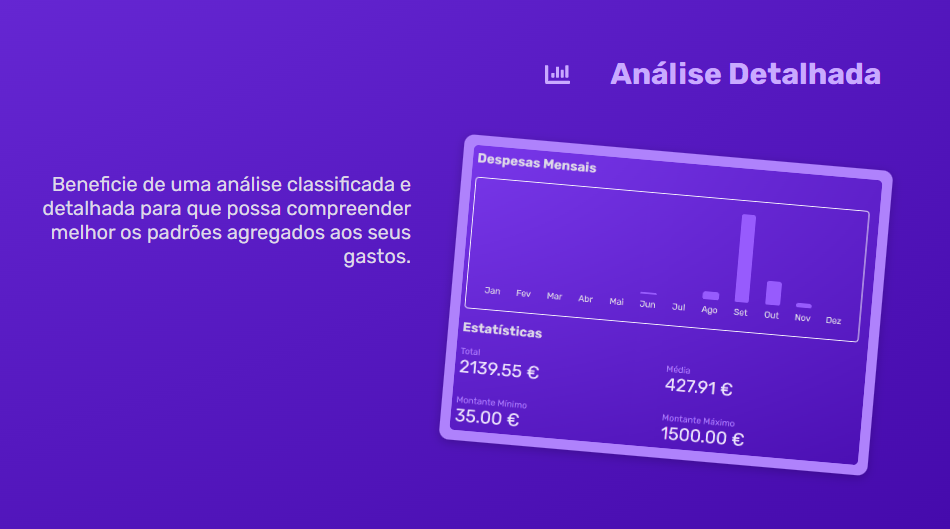 Análise Detalhada
Beneficie de uma análise classificada e
detalhada para que possa compreender
melhor os padrões agregados aos seus
gastos.
Despesas Mensais
Jan Fev Mar Abr Mai Jun Jul Ago Set Out Nov Dez
Estatísticas
Total
2139.55 €
Média
427.91 €
Montante Mínimo
35.00 €
Montante Máximo
1500.00 €